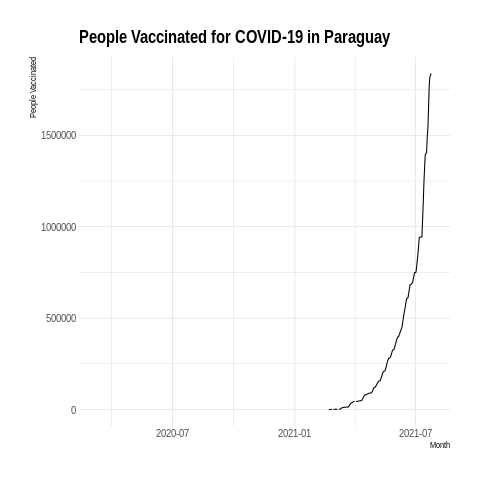 People Vaccinated for COVID-19 in Paraguay
People Vaccinated
1500000
1000000
500000
0
2020-07
2021-01
2021-07
Month